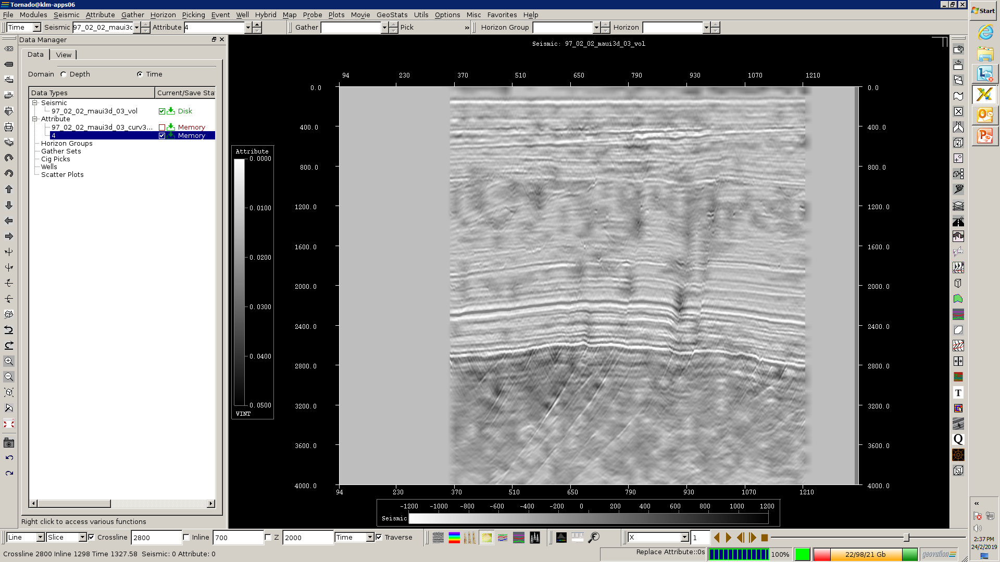 Tornado@klm-apps06
File Modules Seismic Attribute Gather Horizon Picking Event Well Hybrid Map Probe Plots Movie GeoStats Utils Options Misc Favorites Help
Time Seismic 97_02_02_maui3c Attribute 4 Gather Pick » Horizon Group Horizon
Start
Data Manager
Data View
Domain Depth Time
Data Types Current/Save Sta
Seismic
97_02_02_maui3d_03_vol Disk
Attribute
97_02_02_maui3d_03_curv3... Memory
4 Memory
Horizon Groups
Gather Sets
Cig Picks
Wells
Scatter Plots
Right click to access various functions
Seismic: 97_02_02_maui3d_03_vol
94 230 370 510 650 790 930 1070 1210
0.0 0.0
400.0 400.0
800.0 800.0
1200.0 1200.0
1600.0 1600.0
2000.0 2000.0
2400.0 2400.0
2800.0 2800.0
3200.0 3200.0
3600.0 3600.0
4000.0 4000.0
94 230 370 510 650 790 930 1070 1210
Attribute
0.0000
0.0100
0.0200
0.0300
0.0400
0.0500
VINT
-1200 -1000 -800 -600 -400 -200 0 200 400 600 800 1000 1200
Seismic
T
Q
Line Slice Crossline 2800 Inline 700 Z 2000 Time Traverse X 1
Crossline 2800 Inline 1298 Time 1327.58 Seismic: 0 Attribute: 0
Replace Attribute::0s 100% 22/98/21 Gb geovation
«
2:37 PM
24/2/2019